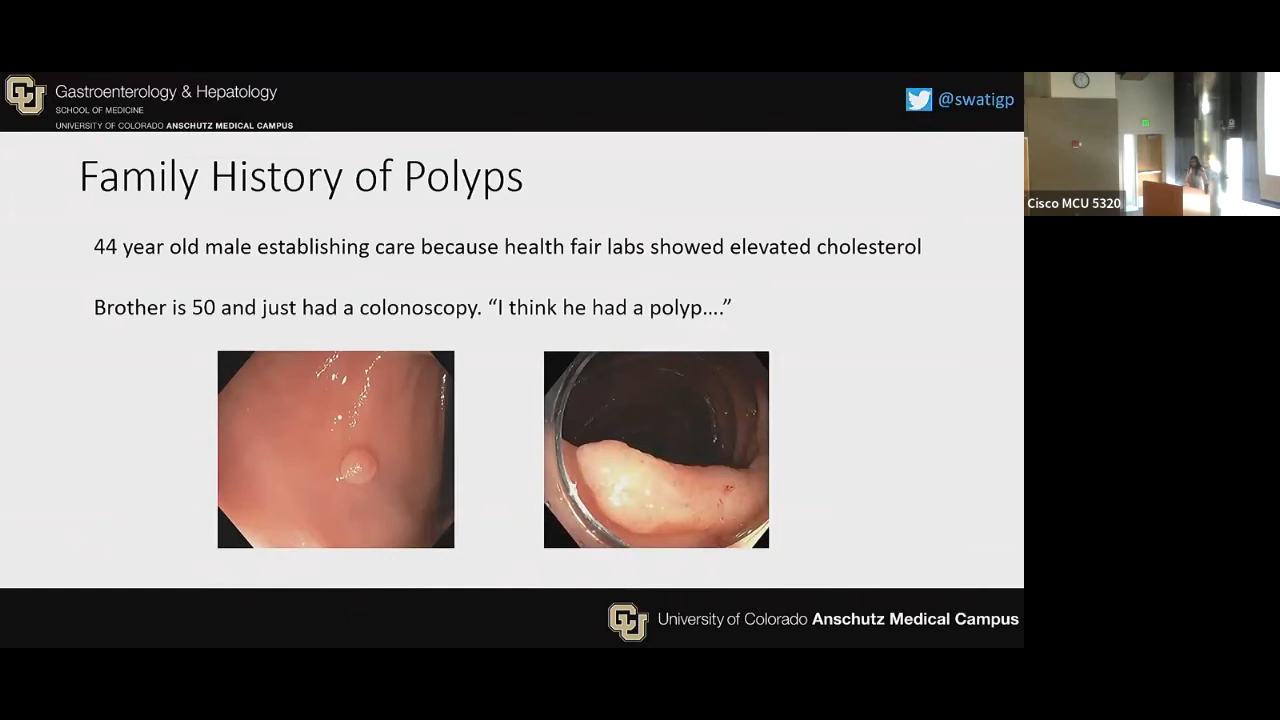 Gastroenterology & Hepatology
SCHOOL OF MEDICINE
UNIVERSITY OF COLORADO ANSCHUTZ MEDICAL CAMPUS
@swatigp
Cisco MCU 5320
Family History of Polyps
44 year old male establishing care because health fair labs showed elevated cholesterol
Brother is 50 and just had a colonoscopy. “I think he had a polyp....”
University of Colorado Anschutz Medical Campus